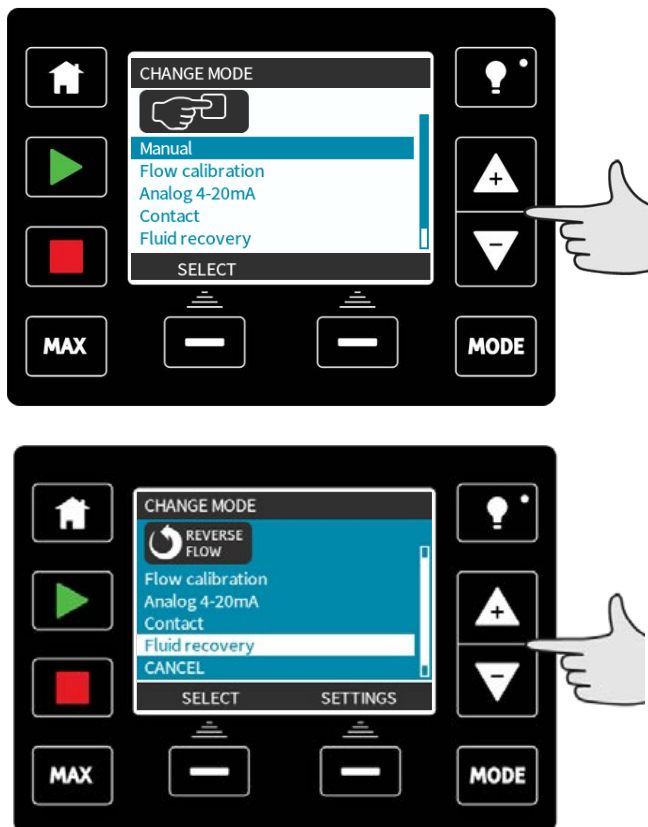 CHANGE MODE
Manual
Flow calibration
Analog 4-20mA
Contact
Fluid recovery
SELECT
+
−
MAX
MODE
CHANGE MODE
REVERSE
FLOW
Flow calibration
Analog 4-20mA
Contact
Fluid recovery
CANCEL
SELECT SETTINGS
+
−
MAX
MODE